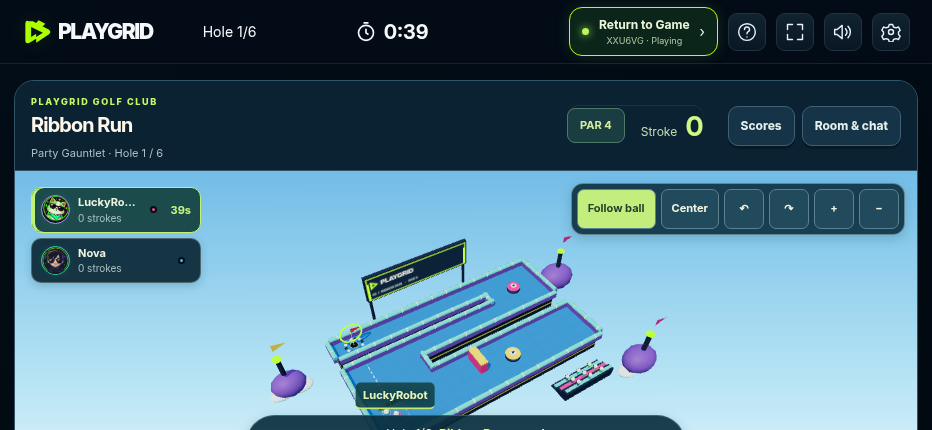 PLAYGRID
Hole 1/6
0:39
Return to Game
XXU6VG · Playing
PLAYGRID GOLF CLUB
Ribbon Run
Party Gauntlet · Hole 1 / 6
PAR 4
Stroke 0
Scores
Room & chat
LuckyRo...
0 strokes
39s
Nova
0 strokes
Follow ball
Center
PLAYGRID
LuckyRobot